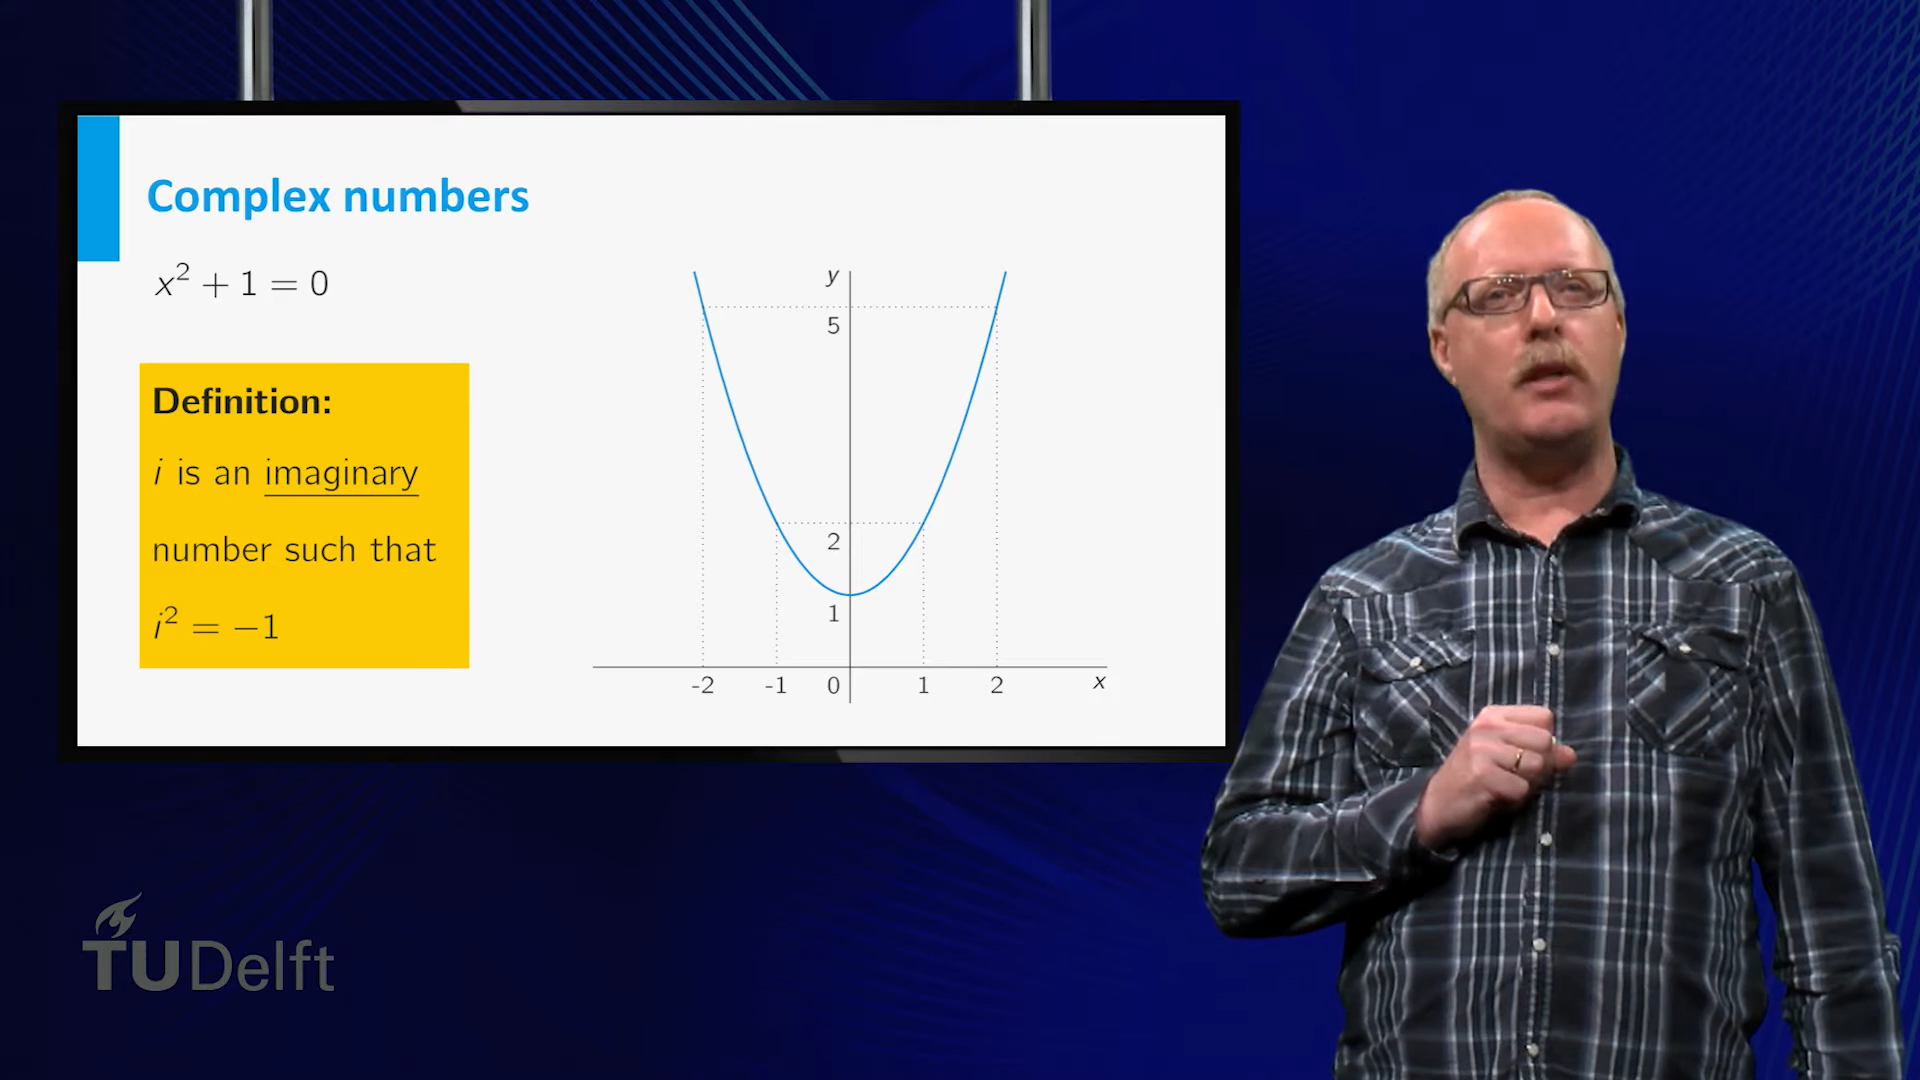 Complex numbers
x² + 1 = 0
Definition:
i is an imaginary
number such that
i² = −1
y
5
2
1
-2 -1 0 1 2 x
TUDelft